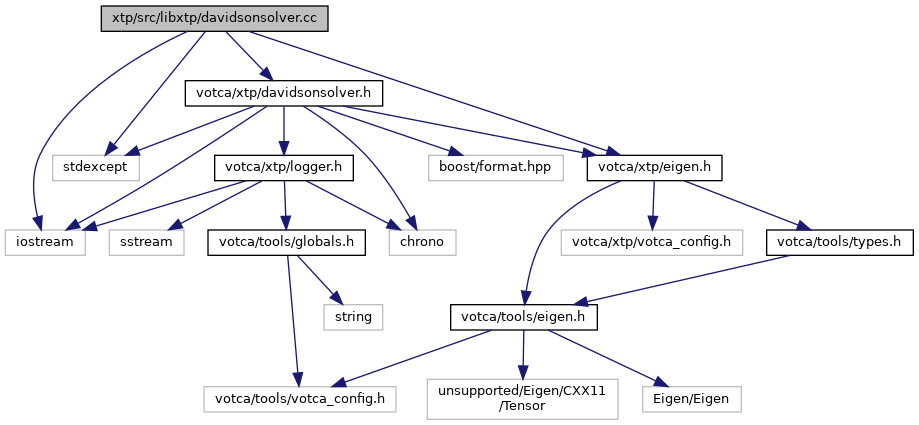 xtp/src/libxtp/davidsonsolver.cc
votca/xtp/davidsonsolver.h
stdexcept
votca/xtp/logger.h
boost/format.hpp
votca/xtp/eigen.h
iostream
sstream
votca/tools/globals.h
chrono
votca/xtp/votca_config.h
votca/tools/types.h
string
votca/tools/eigen.h
votca/tools/votca_config.h
unsupported/Eigen/CXX11
/Tensor
Eigen/Eigen